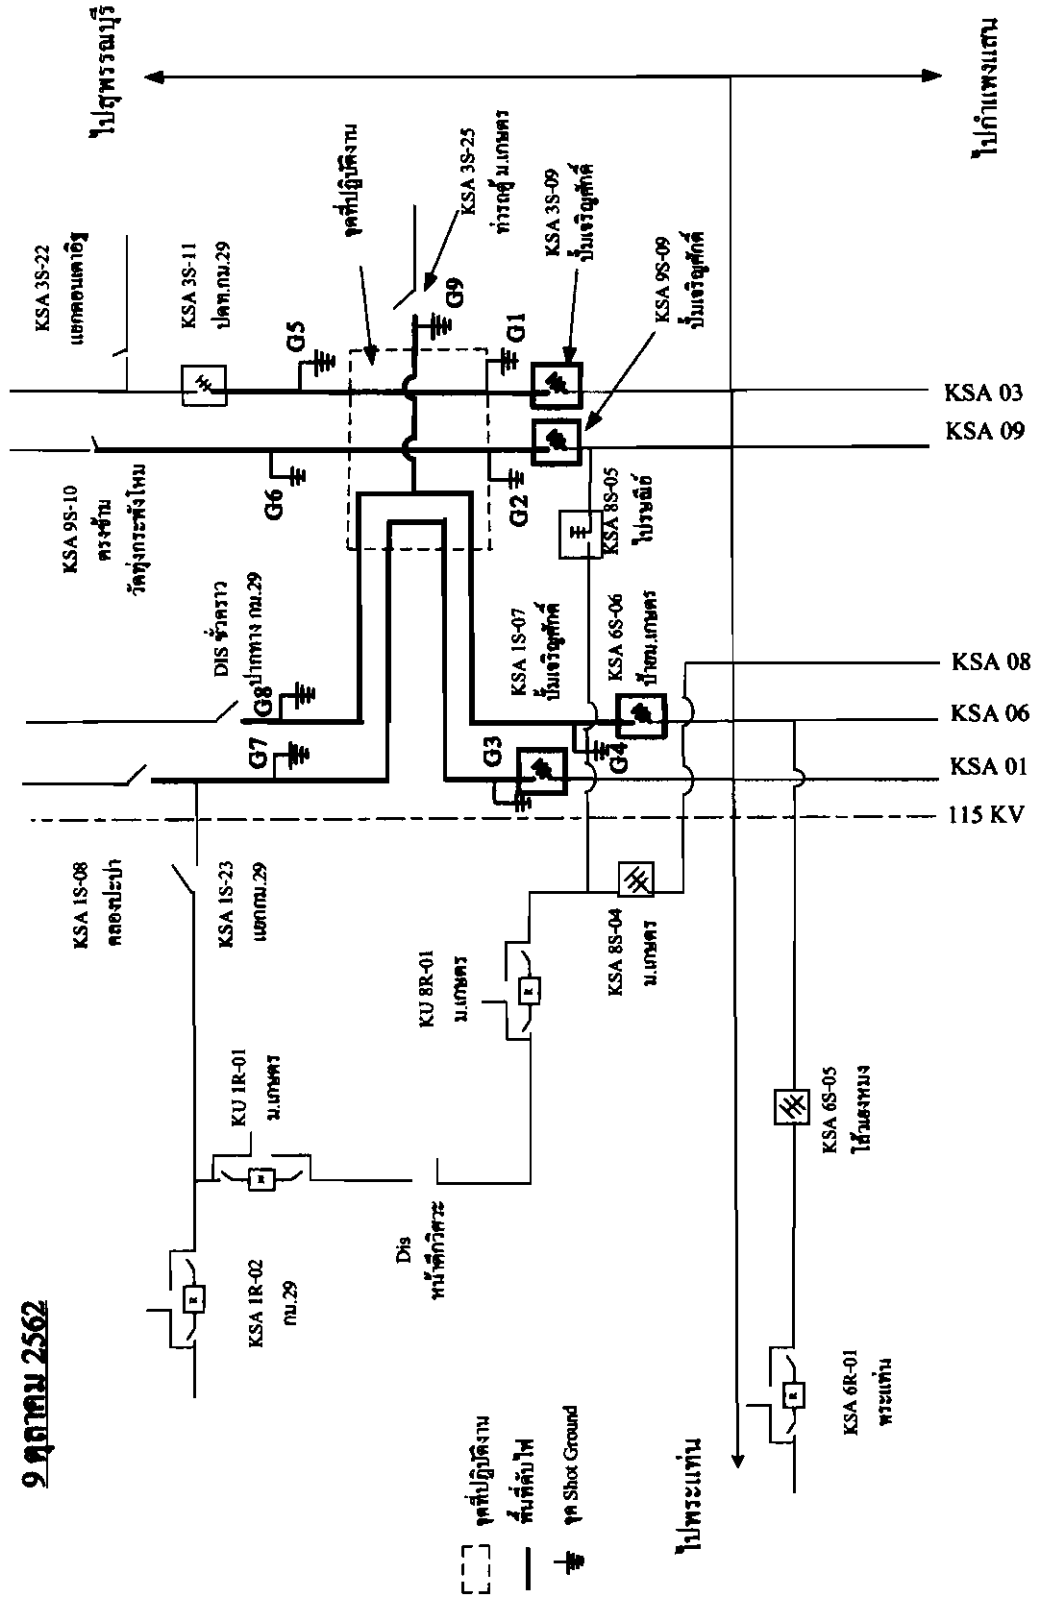 9 ตุลาคม 2562
ไปสุพรรณบุรี
KSA 3S-22
แยกดอนเตาอิฐ
KSA 3S-11
ปตท.กม.29
จุดที่ปฏิบัติงาน
KSA 3S-25
ท่ารถตู้ ม.เกษตร
KSA 3S-09
ปั้มเจริญศักดิ์
KSA 9S-09
ปั้มเจริญศักดิ์
ไปกำแพงแสน
G5
G9
G1
KSA 03
KSA 09
KSA 9S-10
ตรงข้าม
วัดทุ่งกระพังโหม
G6
G2
KSA 8S-05
ไปรษณีย์
DIS ชั่วคราว
ปากทาง กม.29
G8
G7
KSA 1S-07
ปั้มเจริญศักดิ์
KSA 6S-06
ป้ายม.เกษตร
G3
G4
KSA 08
KSA 06
KSA 01
115 KV
KSA 1S-08
คลองประปา
KSA 1S-23
แยกกม.29
KU 8R-01
ม.เกษตร
KSA 8S-04
ม.เกษตร
KU 1R-01
ม.เกษตร
R
R
R
R
Dis
KSA 6S-05
KSA 1R-02
กม.29
KSA 6R-01
พระแท่น
ไปพระแท่น
จุดที่ปฏิบัติงาน
พื้นที่ดับไฟ
จุด Shot Ground